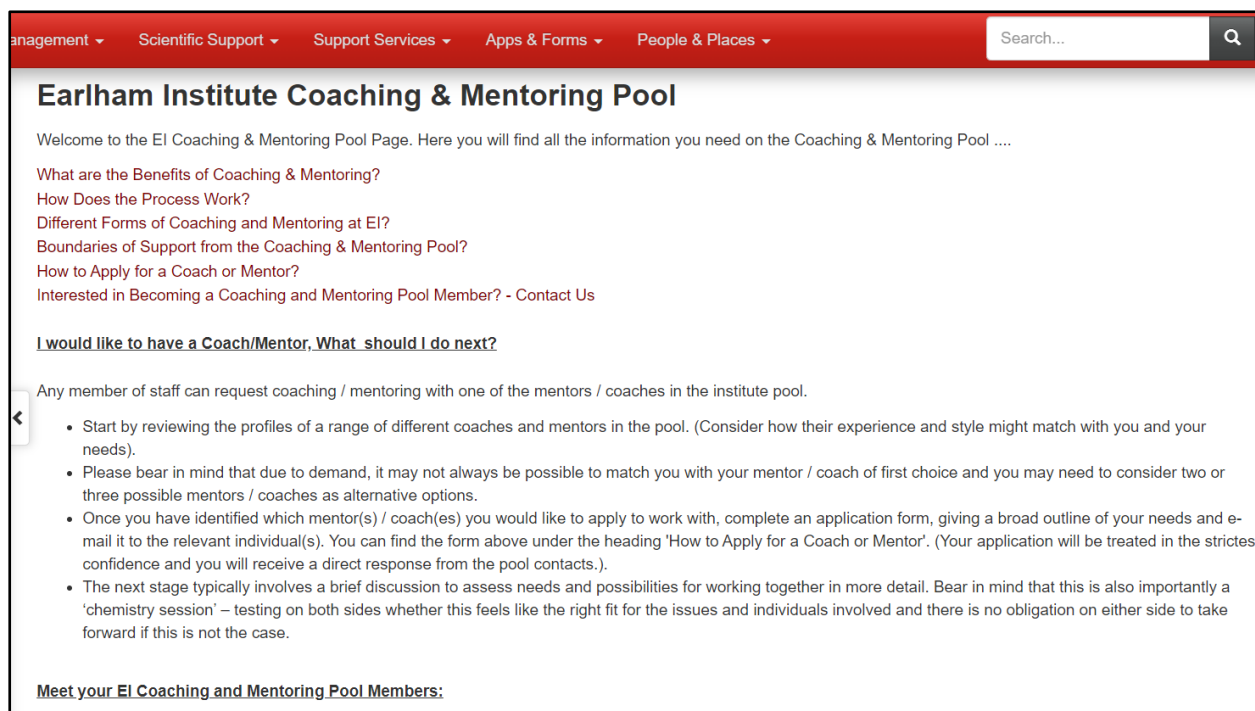 anagement Scientific Support Support Services Apps & Forms People & Places Search...
Earlham Institute Coaching & Mentoring Pool
Welcome to the EI Coaching & Mentoring Pool Page. Here you will find all the information you need on the Coaching & Mentoring Pool ....
What are the Benefits of Coaching & Mentoring?
How Does the Process Work?
Different Forms of Coaching and Mentoring at EI?
Boundaries of Support from the Coaching & Mentoring Pool?
How to Apply for a Coach or Mentor?
Interested in Becoming a Coaching and Mentoring Pool Member? - Contact Us
I would like to have a Coach/Mentor, What should I do next?
Any member of staff can request coaching / mentoring with one of the mentors / coaches in the institute pool.
• Start by reviewing the profiles of a range of different coaches and mentors in the pool. (Consider how their experience and style might match with you and your
needs).
• Please bear in mind that due to demand, it may not always be possible to match you with your mentor / coach of first choice and you may need to consider two or
three possible mentors / coaches as alternative options.
• Once you have identified which mentor(s) / coach(es) you would like to apply to work with, complete an application form, giving a broad outline of your needs and e-
mail it to the relevant individual(s). You can find the form above under the heading 'How to Apply for a Coach or Mentor'. (Your application will be treated in the strictes
confidence and you will receive a direct response from the pool contacts.).
• The next stage typically involves a brief discussion to assess needs and possibilities for working together in more detail. Bear in mind that this is also importantly a
‘chemistry session’ – testing on both sides whether this feels like the right fit for the issues and individuals involved and there is no obligation on either side to take
forward if this is not the case.
Meet your EI Coaching and Mentoring Pool Members: